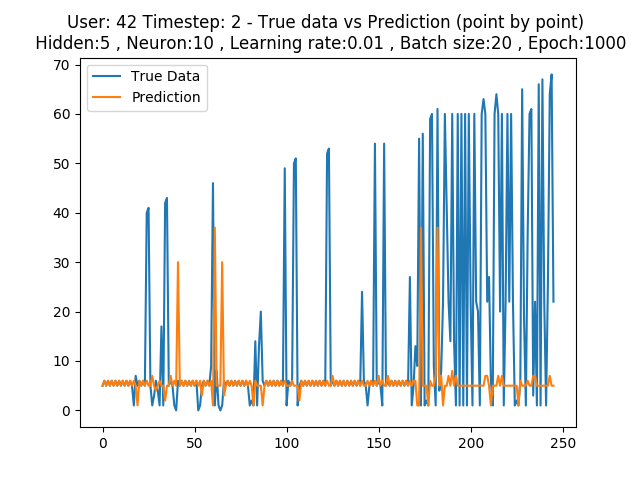 User: 42 Timestep: 2 - True data vs Prediction (point by point)
Hidden:5 , Neuron:10 , Learning rate:0.01 , Batch size:20 , Epoch:1000
True Data
Prediction
70
60
50
40
30
20
10
0
0 50 100 150 200 250